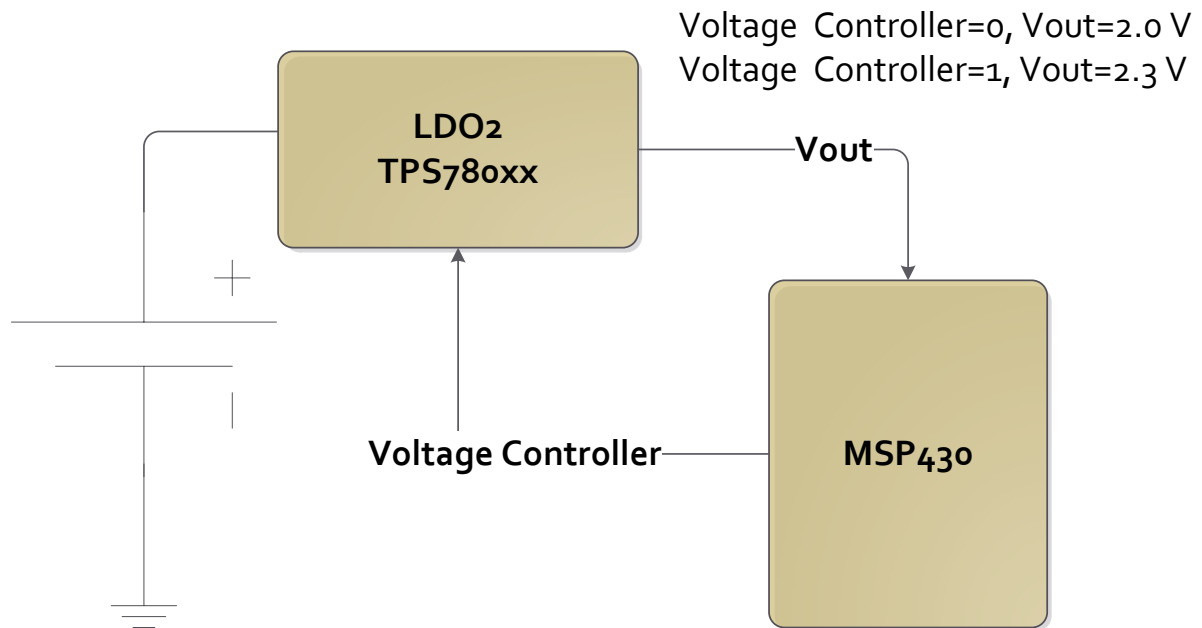 Voltage  Controller=0, Vout=2.0 V
Voltage  Controller=1, Vout=2.3 V
LDO2
TPS780xx
Vout
Voltage Controller
MSP430